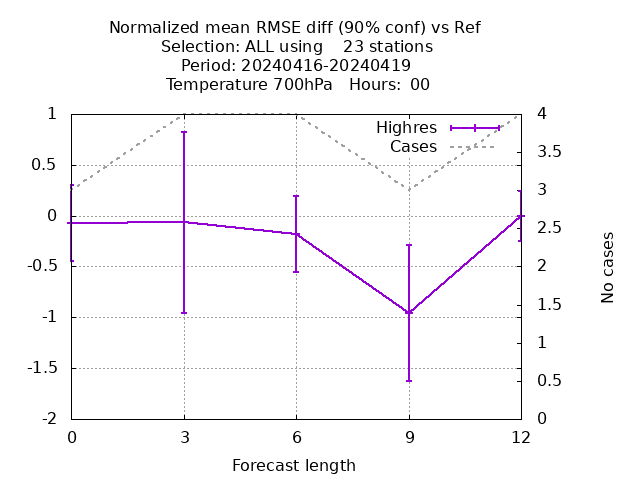 Normalized mean RMSE diff (90% conf) vs Ref
Selection: ALL using    23 stations
Period: 20240416-20240419
Temperature 700hPa   Hours:  00
Highres
Cases
1
0.5
0
-0.5
-1
-1.5
-2
4
3.5
3
2.5
2
1.5
1
0.5
0
No cases
0 3 6 9 12
Forecast length